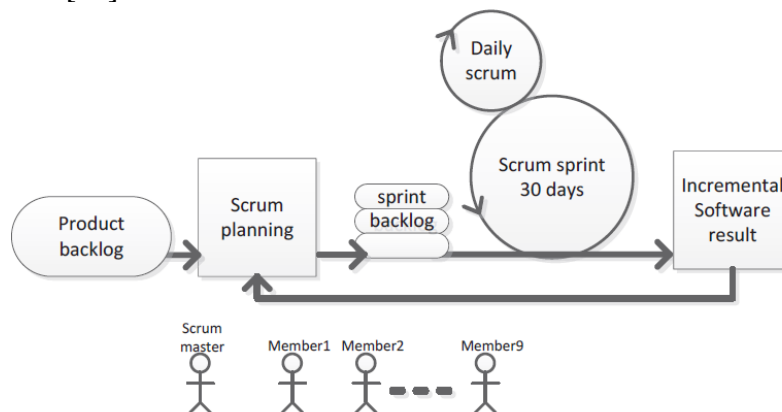 Daily
scrum
Scrum sprint
30 days
sprint
backlog
Product
backlog
Scrum
planning
Incremental
Software
result
Scrum
master
Member1
Member2
Member9